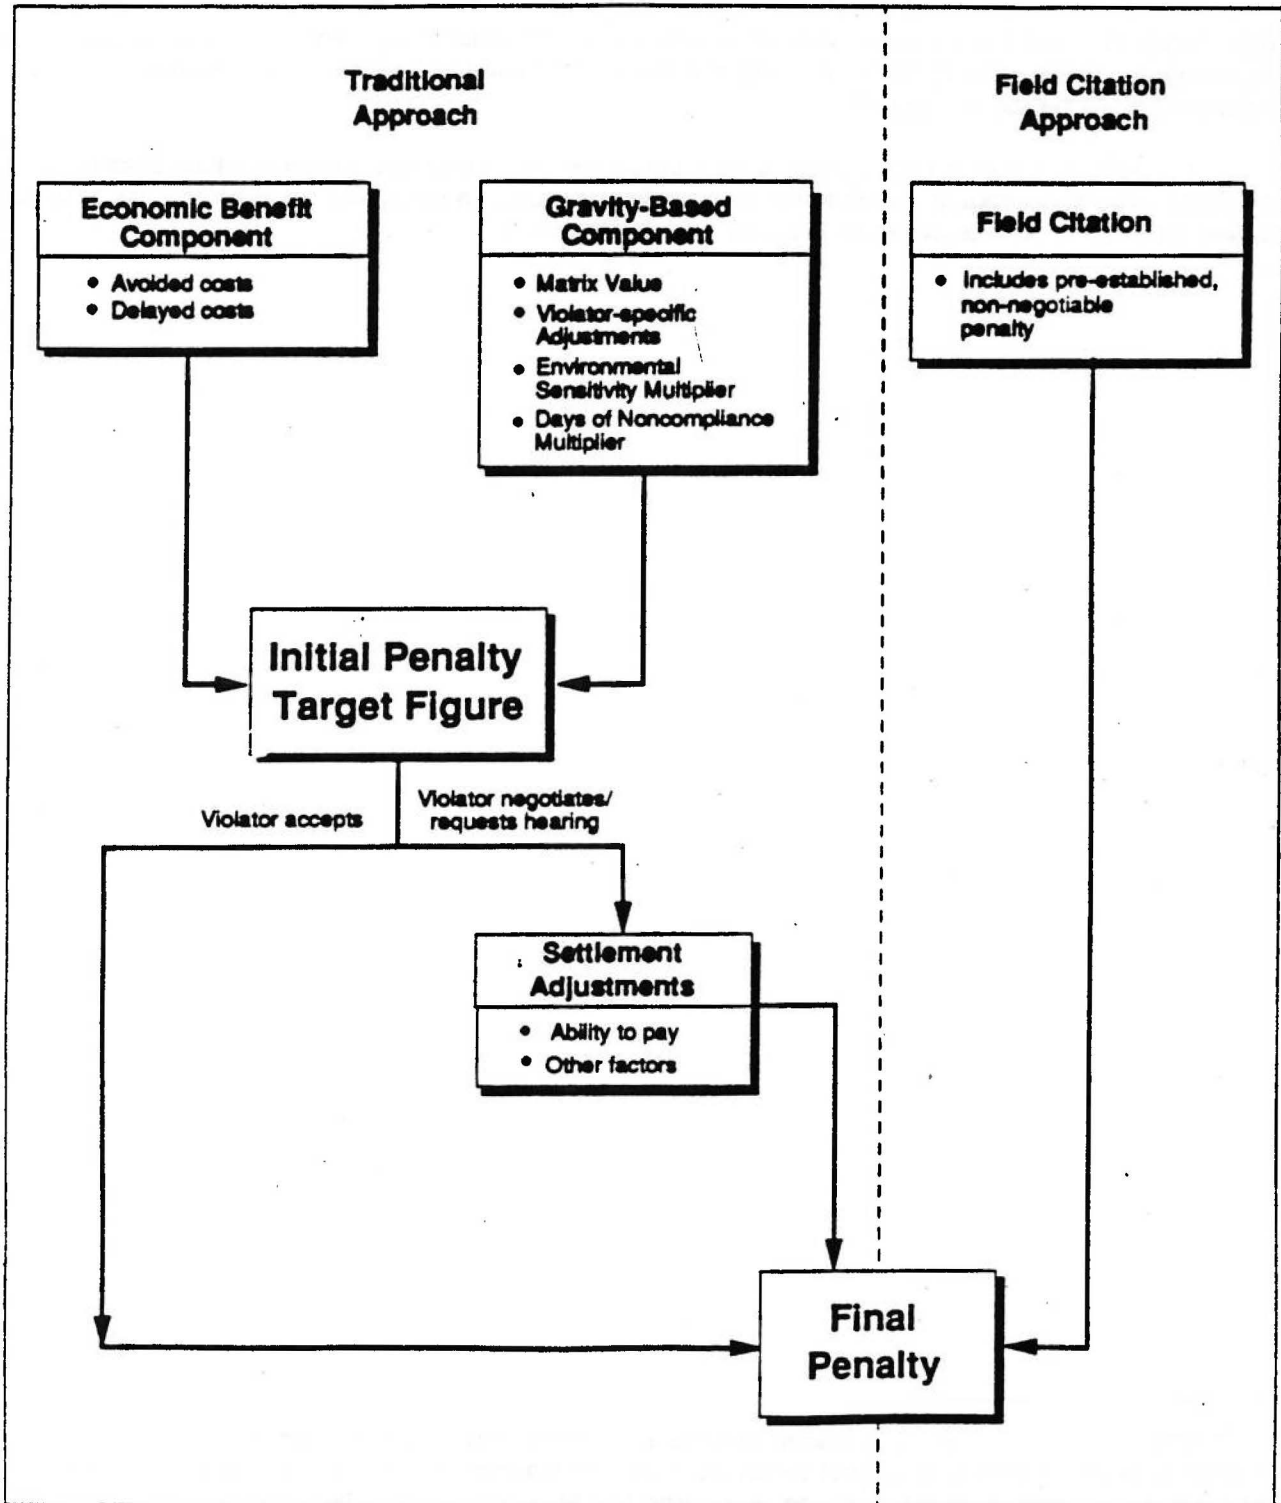 Traditional
Approach
Field Citation
Approach
Economic Benefit
Component
• Avoided costs
• Delayed costs
Gravity-Based
Component
• Matrix Value
• Violator-specific
Adjustments
• Environmental
Sensitivity Multiplier
• Days of Noncompliance
Multiplier
Field Citation
• Includes pre-established,
non-negotiable
penalty
Initial Penalty
Target Figure
Violator accepts
Violator negotiates/
requests hearing
Settlement
Adjustments
• Ability to pay
• Other factors
Final
Penalty